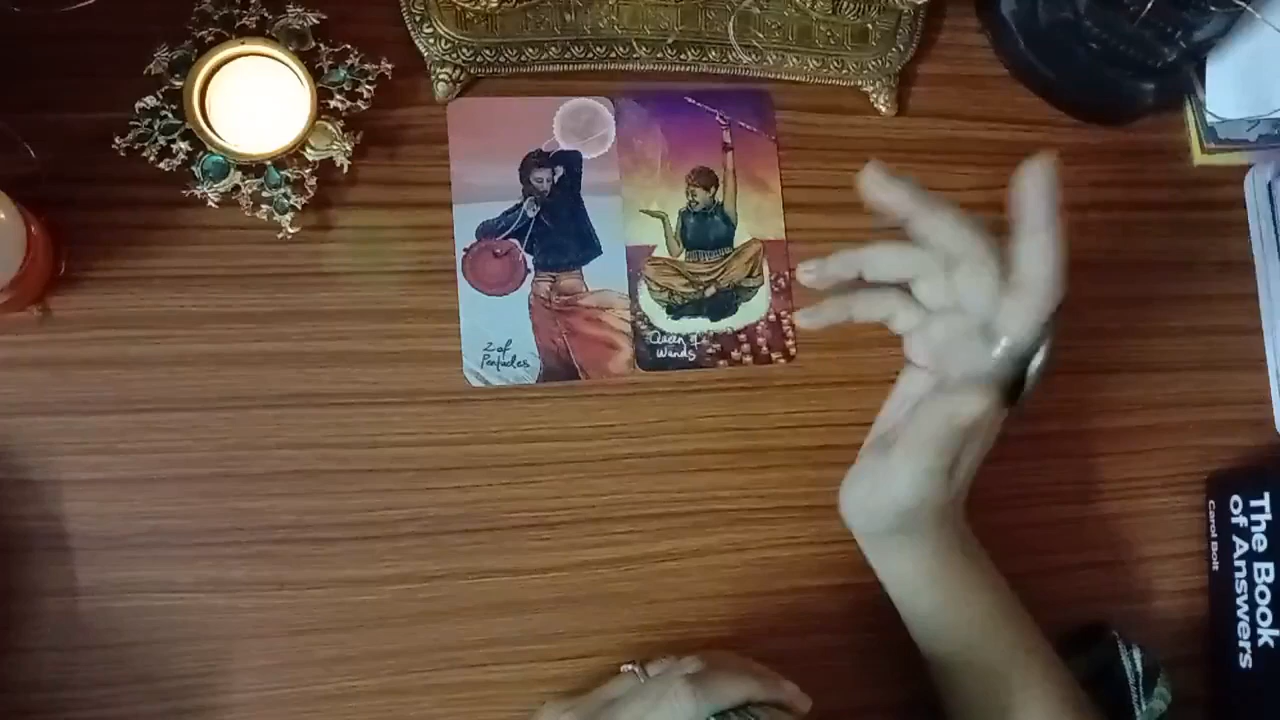 2 of
Pentacles
Queen of
Wands
The Book
of Answers
Carol Bolt